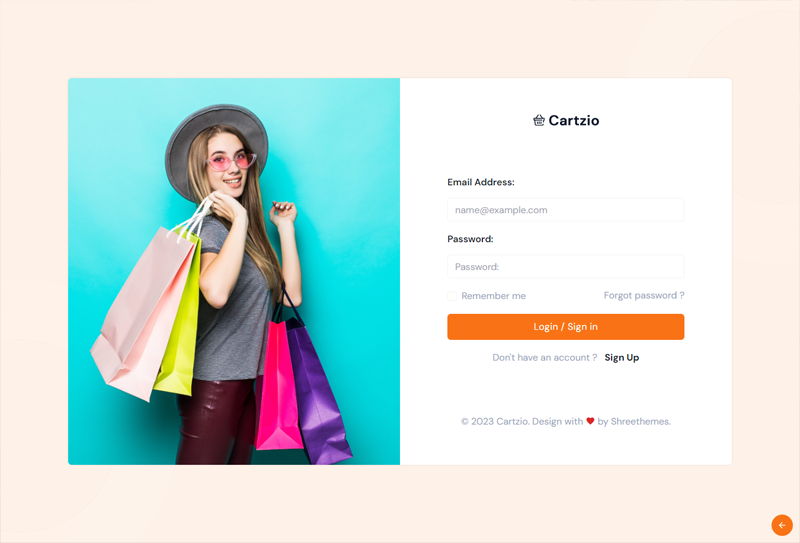 Cartzio
Email Address:
name@example.com
Password:
Password:
Remember me
Forgot password ?
Login / Sign in
Don't have an account ? Sign Up
© 2023 Cartzio. Design with ❤ by Shreethemes.